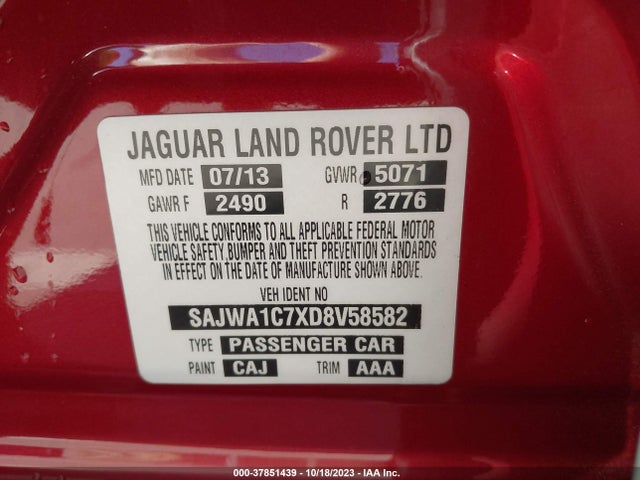 JAGUAR LAND ROVER LTD
MFD DATE 07/13 GVWR 5071
GAWR F 2490 R 2776
THIS VEHICLE CONFORMS TO ALL APPLICABLE FEDERAL MOTOR
VEHICLE SAFETY,BUMPER AND THEFT PREVENTION STANDARDS
IN EFFECT ON THE DATE OF MANUFACTURE SHOWN ABOVE.
VEH IDENT NO
SAJWA1C7XD8V58582
TYPE PASSENGER CAR
PAINT CAJ TRIM AAA
000-37851439 • 10/18/2023 • IAA Inc.